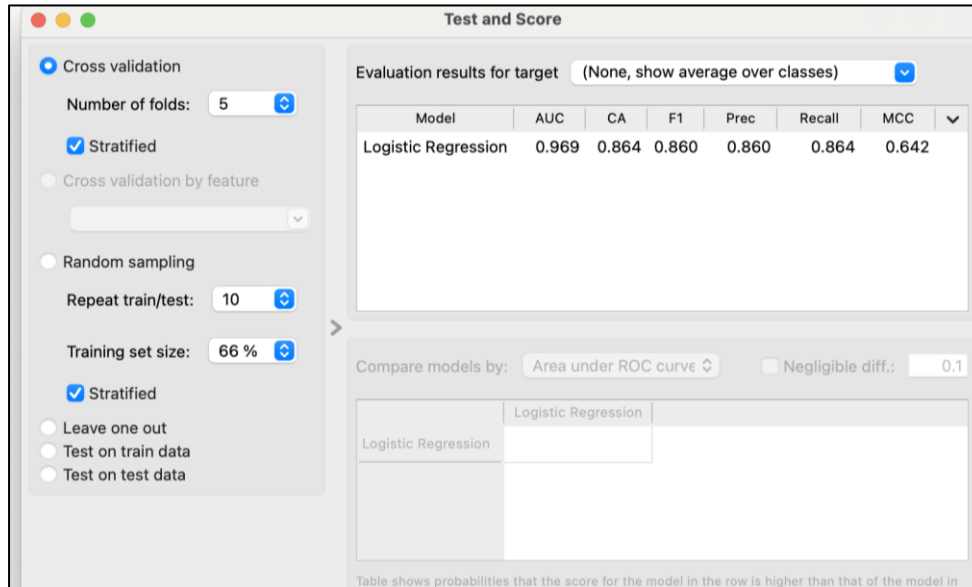 Test and Score
Cross validation
Number of folds: 5
Stratified
Cross validation by feature
Random sampling
Repeat train/test: 10
Training set size: 66 %
Stratified
Leave one out
Test on train data
Test on test data
Evaluation results for target (None, show average over classes)
Model AUC CA F1 Prec Recall MCC
Logistic Regression 0.969 0.864 0.860 0.860 0.864 0.642
Compare models by: Area under ROC curve Negligible diff.: 0.1
Logistic Regression
Logistic Regression
Table shows probabilities that the score for the model in the row is higher than that of the model in